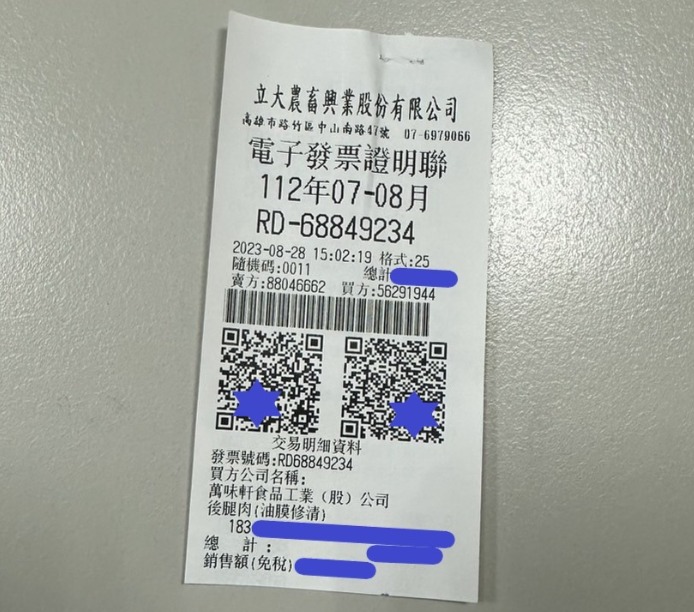 立大農畜興業股份有限公司
高雄市路竹區中山南路47號 07-6979066
電子發票證明聯
112年07-08月
RD-68849234
2023-08-28 15:02:19 格式:25
隨機碼:0011 總計
賣方:88046662 買方:56291944
交易明細資料
發票號碼:RD68849234
買方公司名稱:
萬味軒食品工業（股）公司
後腿肉(油膜修清)
183
總 計:
銷售額(免稅)